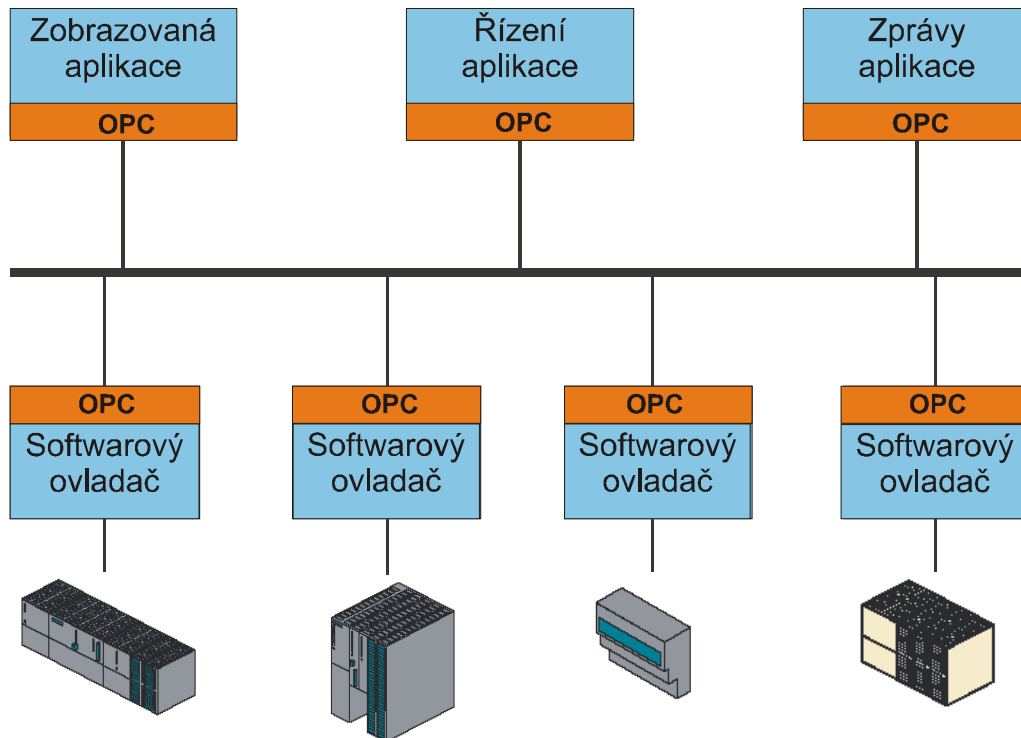 Zobrazovaná
aplikace
OPC
Řízení
aplikace
OPC
Zprávy
aplikace
OPC
OPC
Softwarový
ovladač
OPC
Softwarový
ovladač
OPC
Softwarový
ovladač
OPC
Softwarový
ovladač